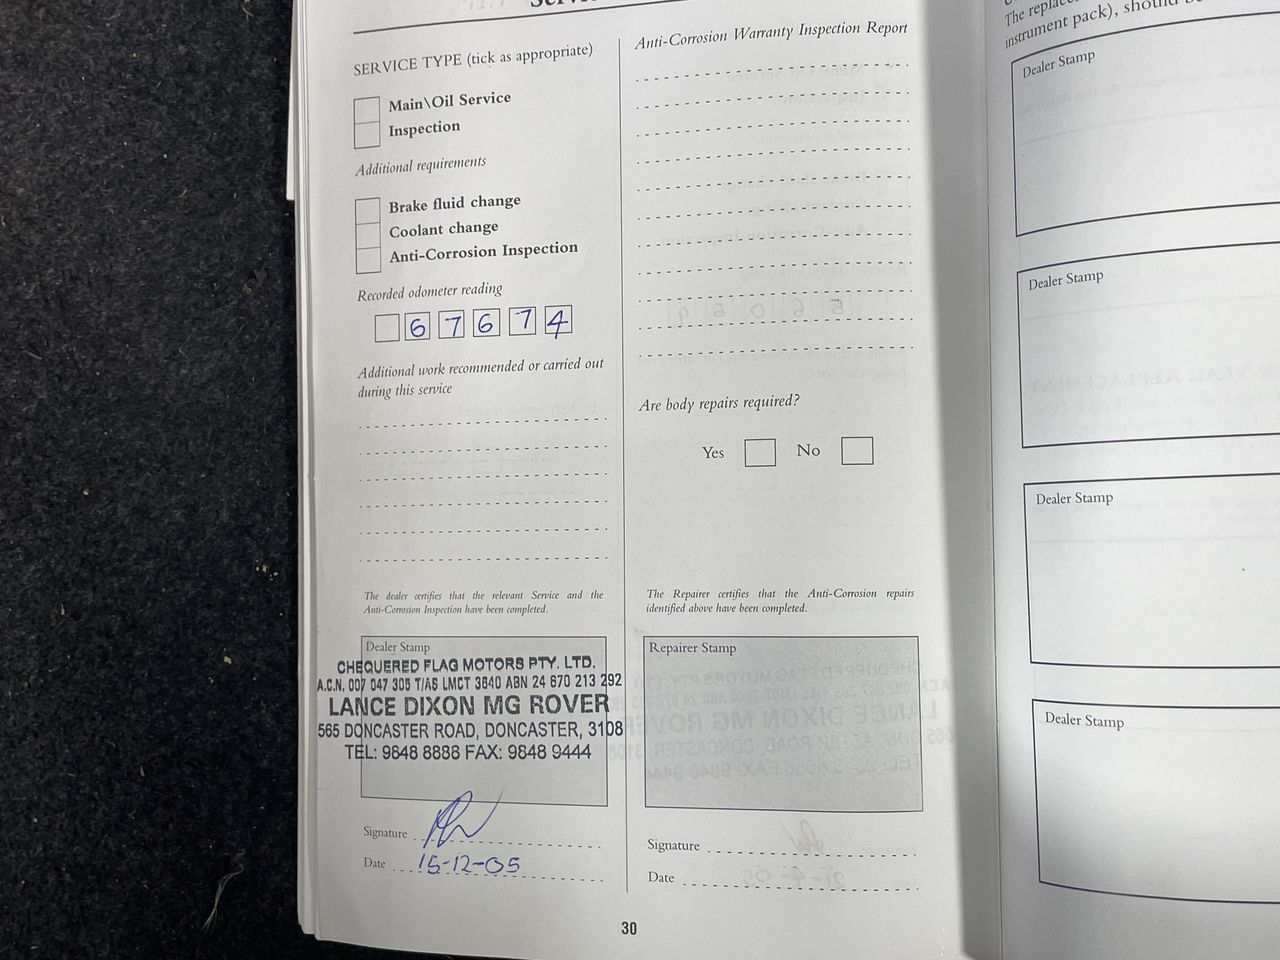 SERVICE TYPE (tick as appropriate)
Main\Oil Service
Inspection
Additional requirements
Brake fluid change
Coolant change
Anti-Corrosion Inspection
Recorded odometer reading
6 7 6 7 4
Additional work recommended or carried out
during this service
The dealer certifies that the relevant Service and the
Anti-Corrosion Inspection have been completed.
Dealer Stamp
CHEQUERED FLAG MOTORS PTY. LTD.
A.C.N. 007 047 305 T/AS LMCT 3640 ABN 24 670 213 292
LANCE DIXON MG ROVER
565 DONCASTER ROAD, DONCASTER, 3108
TEL: 9848 8888 FAX: 9848 9444
Signature
Date 15-12-05
Anti-Corrosion Warranty Inspection Report
Are body repairs required?
Yes No
The Repairer certifies that the Anti-Corrosion repairs
identified above have been completed.
Repairer Stamp
Signature
Date
30
The
instrument pack), should
Dealer Stamp
Dealer Stamp
Dealer Stamp
Dealer Stamp